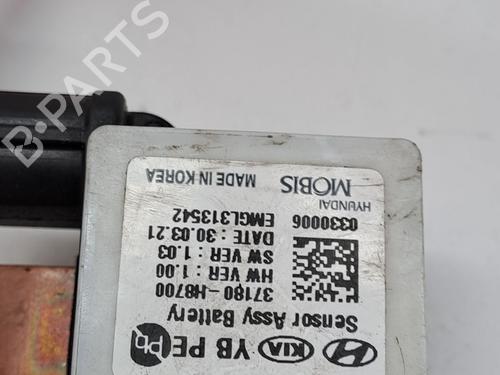 KIA YB PE Pb
Sensor Assy Battery
37180-H8700
HW VER : 1.00
SW VER : 1.03
DATE : 30.03.21
EMGL313542
0330006
HYUNDAI
MOBIS
MADE IN KOREA
B-PARTS